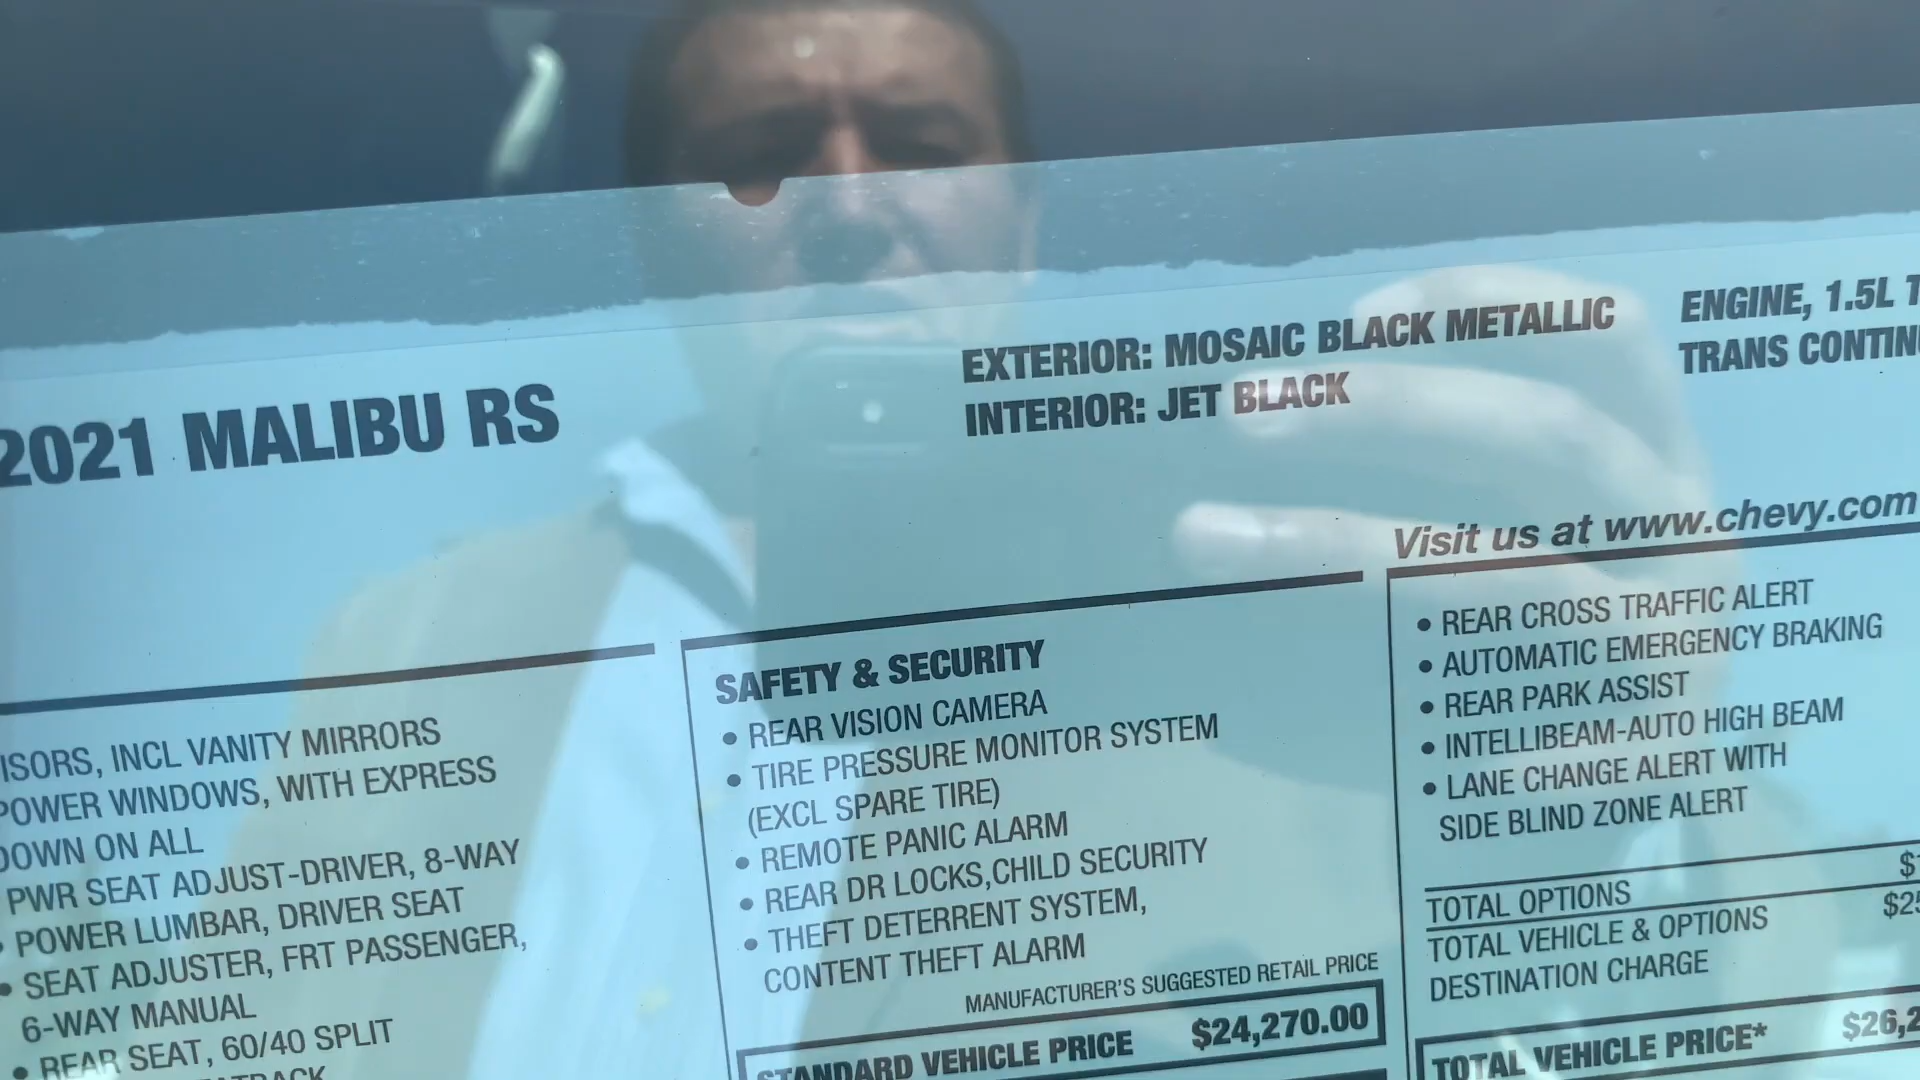 2021 MALIBU RS
EXTERIOR: MOSAIC BLACK METALLIC
INTERIOR: JET BLACK
ENGINE, 1.5L
TRANS
Visit us at www.chevy.com
INCL VANITY MIRRORS
POWER WINDOWS, WITH EXPRESS
DOWN ON ALL
PWR SEAT ADJUST-DRIVER, 8-WAY
• POWER LUMBAR, DRIVER SEAT
• SEAT ADJUSTER, FRT PASSENGER,
6-WAY MANUAL
• REAR SEAT, 60/40 SPLIT
SAFETY & SECURITY
• REAR VISION CAMERA
• TIRE PRESSURE MONITOR SYSTEM
(EXCL SPARE TIRE)
• REMOTE PANIC ALARM
• REAR DR LOCKS,CHILD SECURITY
• THEFT DETERRENT SYSTEM,
CONTENT THEFT ALARM
MANUFACTURER'S SUGGESTED RETAIL PRICE
STANDARD VEHICLE PRICE $24,270.00
• REAR CROSS TRAFFIC ALERT
• AUTOMATIC EMERGENCY BRAKING
• REAR PARK ASSIST
• INTELLIBEAM-AUTO HIGH BEAM
• LANE CHANGE ALERT WITH
SIDE BLIND ZONE ALERT
TOTAL OPTIONS
TOTAL VEHICLE & OPTIONS
DESTINATION CHARGE
TOTAL VEHICLE PRICE*